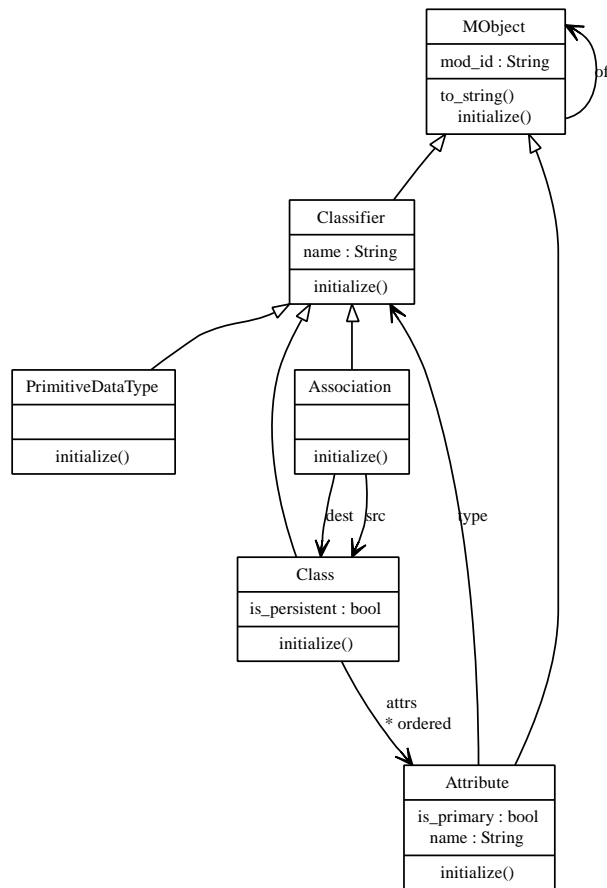 MObject
mod_id : String
of
to_string()
initialize()
Classifier
name : String
initialize()
PrimitiveDataType
initialize()
Association
initialize()
dest
src
type
Class
is_persistent : bool
initialize()
attrs
* ordered
Attribute
is_primary : bool
name : String
initialize()